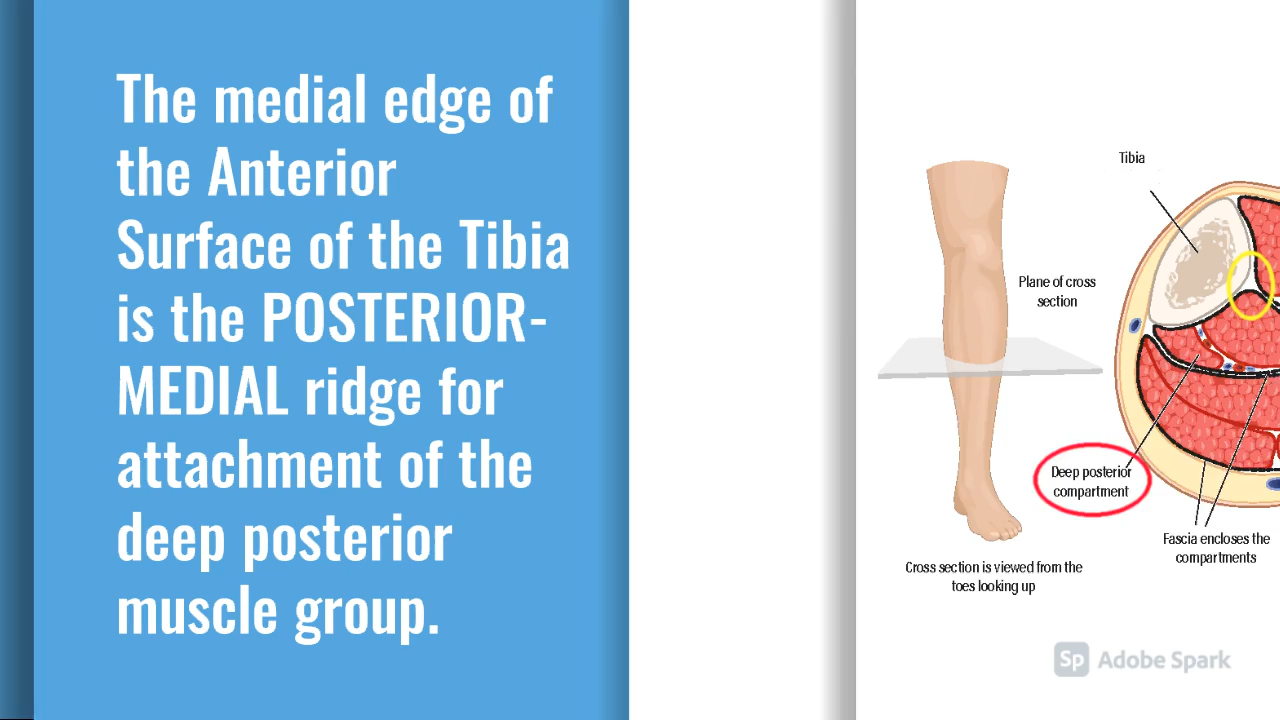 The medial edge of
the Anterior
Surface of the Tibia
is the POSTERIOR-
MEDIAL ridge for
attachment of the
deep posterior
muscle group.
Tibia
Plane of cross
section
Deep posterior
compartment
Fascia encloses the
compartments
Cross section is viewed from the
toes looking up
Sp Adobe Spark